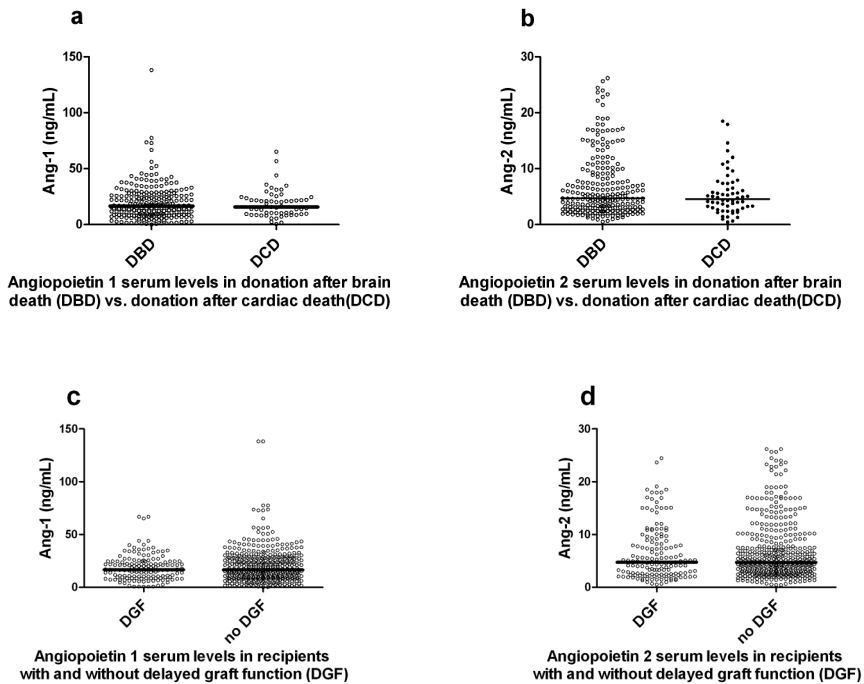 a
150
100
50
0
Ang-1 (ng/mL)
DBD
DCD
Angiopoietin 1 serum levels in donation after brain
death (DBD) vs. donation after cardiac death(DCD)
b
30
20
10
0
Ang-2 (ng/mL)
DBD
DCD
Angiopoietin 2 serum levels in donation after brain
death (DBD) vs. donation after cardiac death(DCD)
c
150
100
50
0
Ang-1 (ng/mL)
DGF
no DGF
Angiopoietin 1 serum levels in recipients
with and without delayed graft function (DGF)
d
30
20
10
0
Ang-2 (ng/mL)
DGF
no DGF
Angiopoietin 2 serum levels in recipients
with and without delayed graft function (DGF)